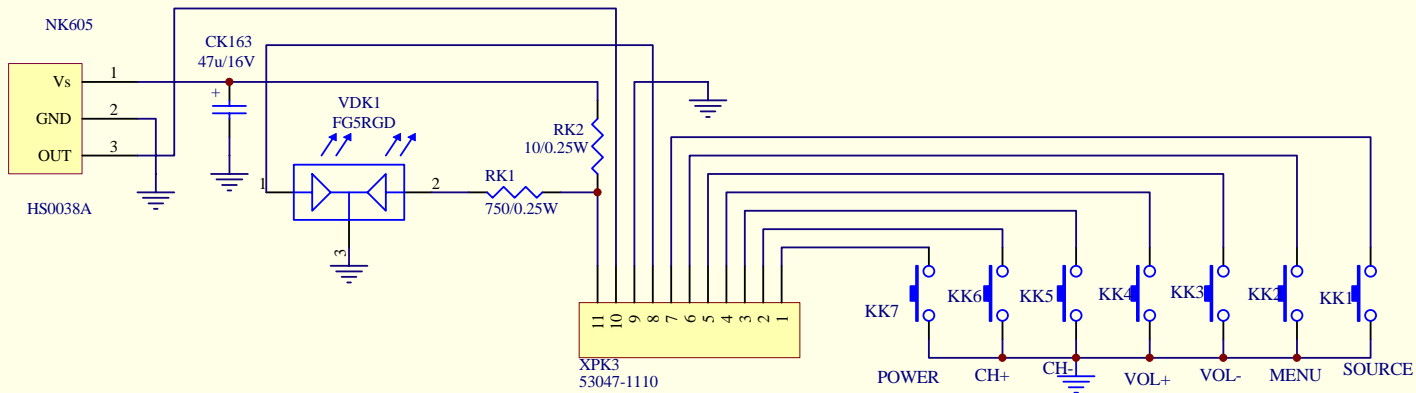 NK605
Vs
GND
OUT
1
2
3
HS0038A
CK163
47u/16V
+
VDK1
FG5RGD
1
2
3
RK1
750/0.25W
RK2
10/0.25W
11
10
9
8
7
6
5
4
3
2
1
XPK3
53047-1110
KK7
KK6
KK5
KK4
KK3
KK2
KK1
POWER
CH+
CH-
VOL+
VOL-
MENU
SOURCE